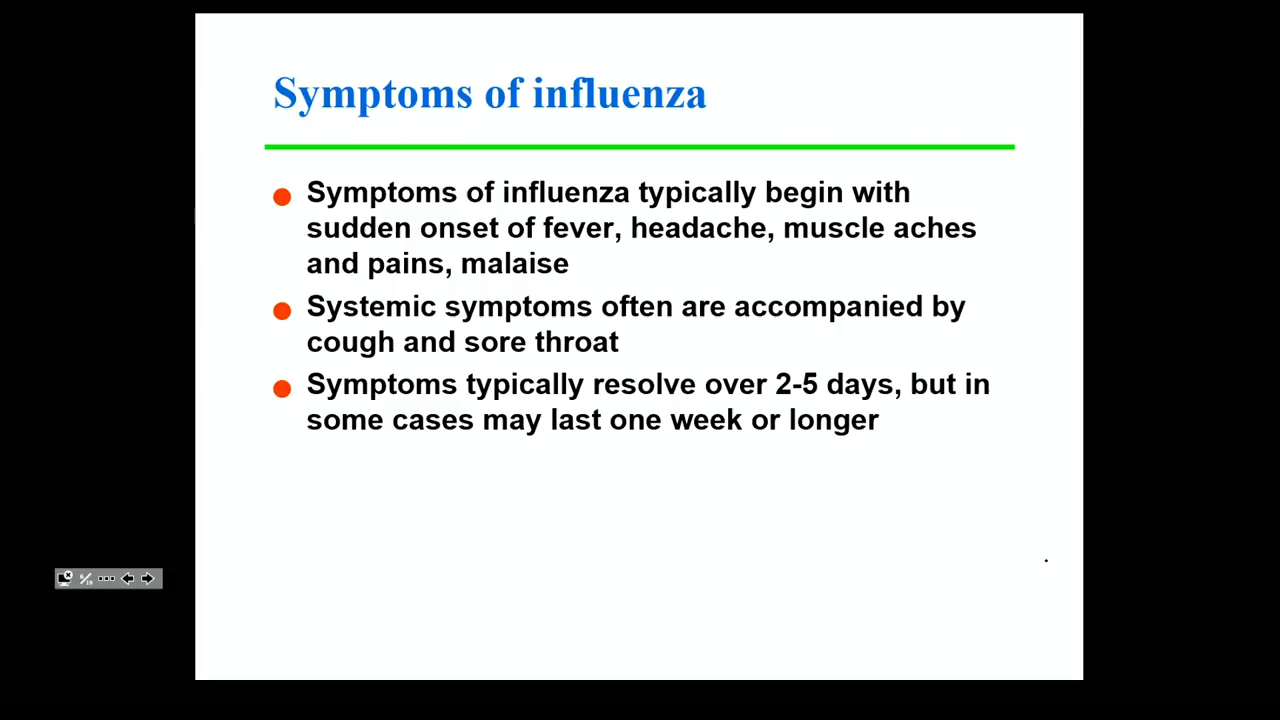 Symptoms of influenza
Symptoms of influenza typically begin with
sudden onset of fever, headache, muscle aches
and pains, malaise
Systemic symptoms often are accompanied by
cough and sore throat
Symptoms typically resolve over 2-5 days, but in
some cases may last one week or longer